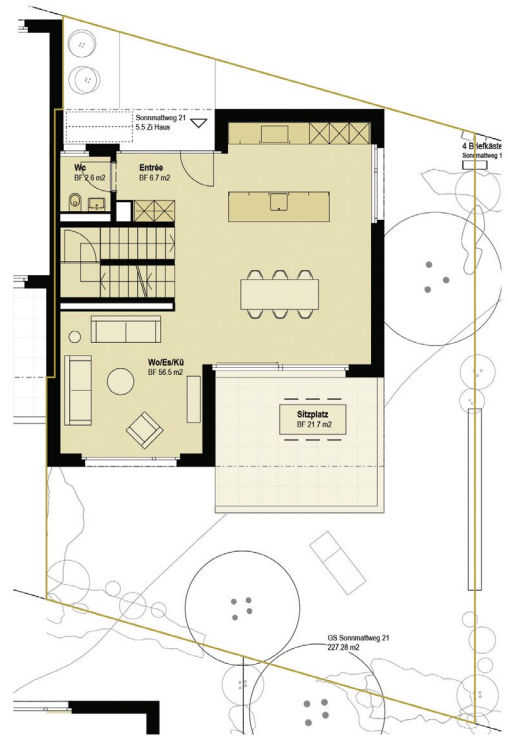 Sonnmattweg 21
5.5 Zi Haus
4 Briefkäste
Sonnmattweg 1
Wc
BF 2.6 m2
Entrée
BF 6.7 m2
Wo/Es/Kü
BF 56.5 m2
Sitzplatz
BF 21.7 m2
GS Sonnmattweg 21
227.28 m2